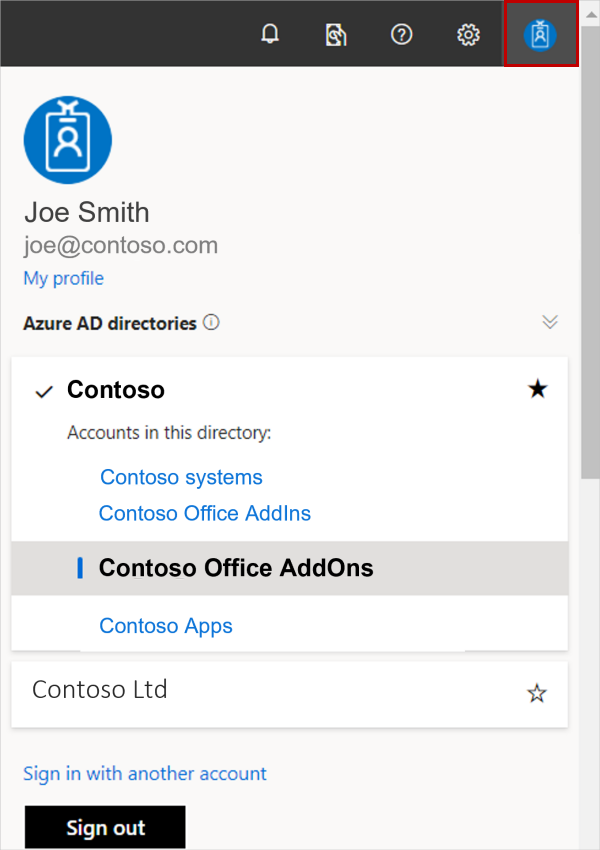 Joe Smith
joe@contoso.com
My profile
Azure AD directories
Contoso
Accounts in this directory:
Contoso systems
Contoso Office AddIns
Contoso Office AddOns
Contoso Apps
Contoso Ltd
Sign in with another account
Sign out